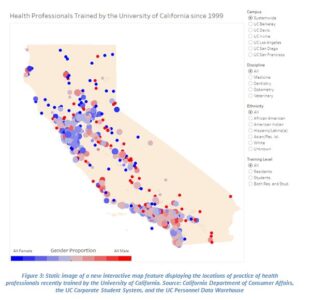 Health Professionals Trained by the University of California since 1999
Campus
Systemwide
UC Berkeley
UC Davis
UC Irvine
UC Los Angeles
UC San Diego
UC San Francisco
Discipline
All
Medicine
Dentistry
Optometry
Veterinary
Ethnicity
All
African American
American Indian
Hispanic/Latino(a)
Asian/Pac. Isl
White
Unknown
Training Level
All
Residents
Students
Both Res. and Stud
Gender Proportion
All Female
All Male
Figure 3: Static image of a new interactive map feature displaying the locations of practice of health
professionals recently trained by the University of California. Source: California Department of Consumer Affairs,
the UC Corporate Student System, and the UC Personnel Data Warehouse